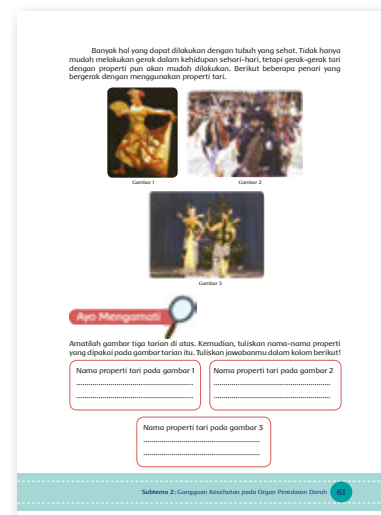 Banyak hal yang dapat dilakukan dengan tubuh yang sehat. Tidak hanya
mudah melakukan gerak dalam kehidupan sehari-hari, tetapi gerak-gerak tari
dengan properti pun akan mudah dilakukan. Berikut beberapa penari yang
bergerak dengan menggunakan properti tari.
Gambar 1
Gambar 2
Gambar 3
Ayo Mengamati
Amatilah gambar tiga tarian di atas. Kemudian, tuliskan nama-nama properti
yang dipakai pada gambar tarian itu. Tuliskan jawabanmu dalam kolom berikut!
Nama properti tari pada gambar 1
Nama properti tari pada gambar 2
Nama properti tari pada gambar 3
Subtema 2: Gangguan Kesehatan pada Organ Peredaran Darah 61